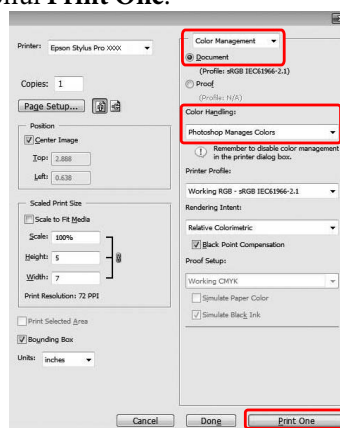 onal Print One.
Printer: Epson Stylus Pro XXXX
Copies: 1
Page Setup...
Position
Center Image
Top: 2.888
Left: 0.638
Scaled Print Size
Scale to Fit Media
Scale: 100%
Height: 5
Width: 7
Print Resolution: 72 PPI
Print Selected Area
Bounding Box
Units: inches
Color Management
Document
(Profile: sRGB IEC61966-2.1)
Proof
(Profile: N/A)
Color Handling:
Photoshop Manages Colors
Remember to disable color management
in the printer dialog box.
Printer Profile:
Working RGB - sRGB IEC61966-2.1
Rendering Intent:
Relative Colorimetric
Black Point Compensation
Proof Setup:
Working CMYK
Simulate Paper Color
Simulate Black Ink
Cancel
Done
Print One